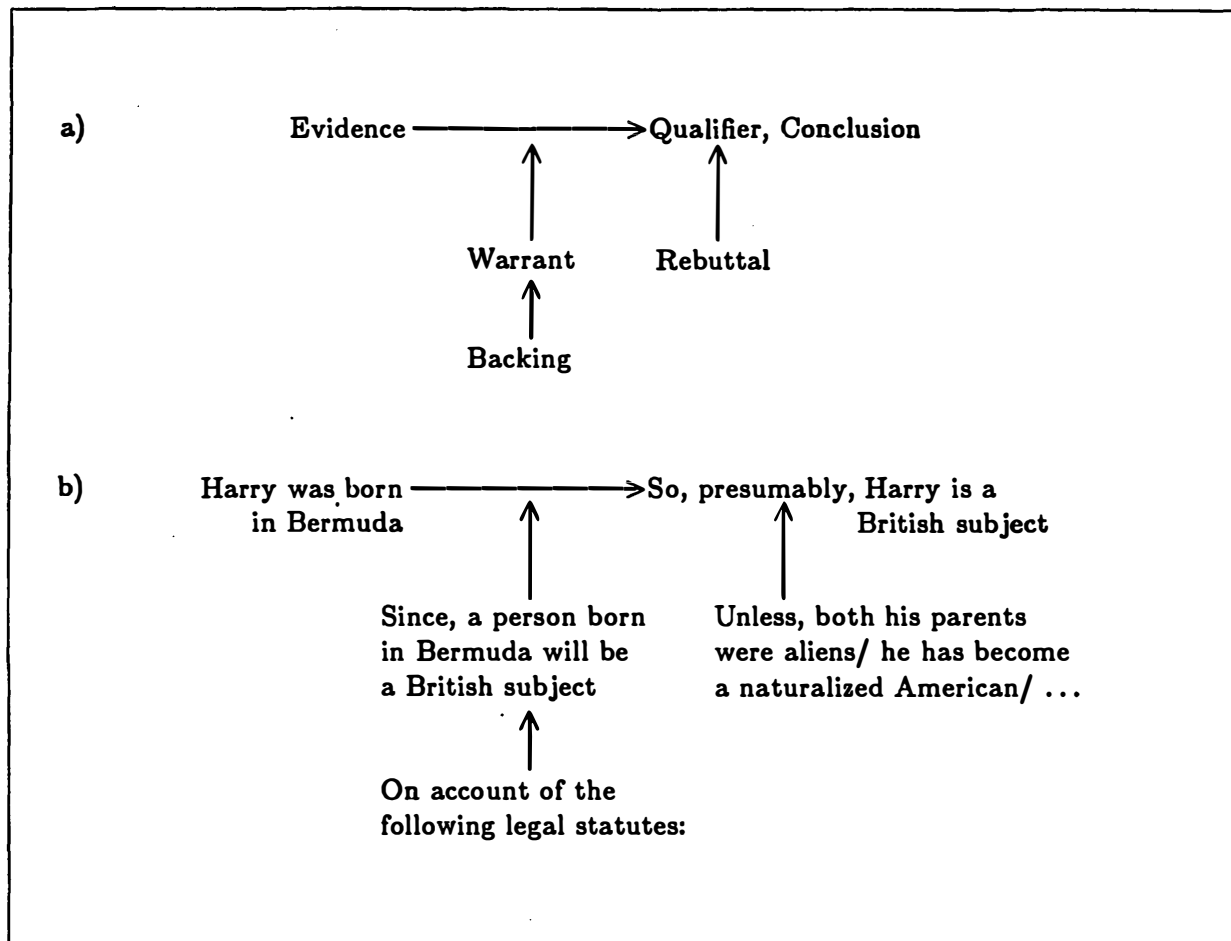 a) Evidence Qualifier, Conclusion
Warrant Rebuttal
Backing
b) Harry was born So, presumably, Harry is a
in Bermuda British subject
Since, a person born Unless, both his parents
in Bermuda will be were aliens/ he has become
a British subject a naturalized American/ ...
On account of the
following legal statutes: